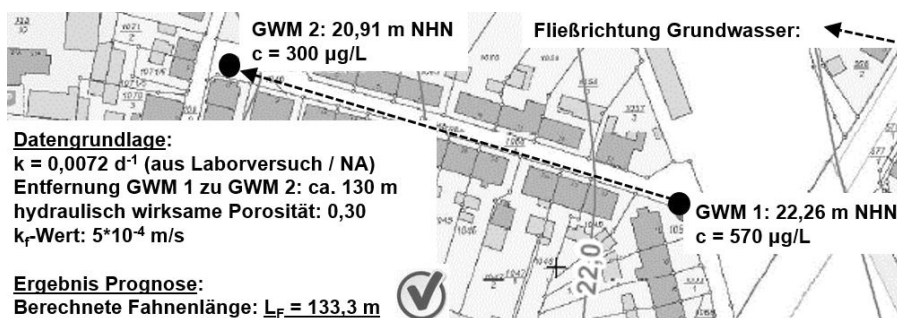 GWM 2: 20,91 m NHN
c = 300 µg/L
Fließrichtung Grundwasser:
Datengrundlage:
k = 0,0072 d⁻¹ (aus Laborversuch / NA)
Entfernung GWM 1 zu GWM 2: ca. 130 m
hydraulisch wirksame Porosität: 0,30
kf-Wert: 5*10⁻⁴ m/s
GWM 1: 22,26 m NHN
c = 570 µg/L
22,0
Ergebnis Prognose:
Berechnete Fahnenlänge: LF = 133,3 m